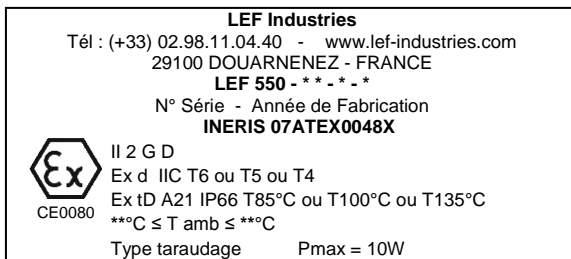 LEF Industries
Tél : (+33) 02.98.11.04.40 - www.lef-industries.com
29100 DOUARNENEZ - FRANCE
LEF 550 - * * - * - *
N° Série - Année de Fabrication
INERIS 07ATEX0048X
II 2 G D
Ex d IIC T6 ou T5 ou T4
Ex tD A21 IP66 T85°C ou T100°C ou T135°C
CE0080
**°C ≤ T amb ≤ **°C
Type taraudage Pmax = 10W